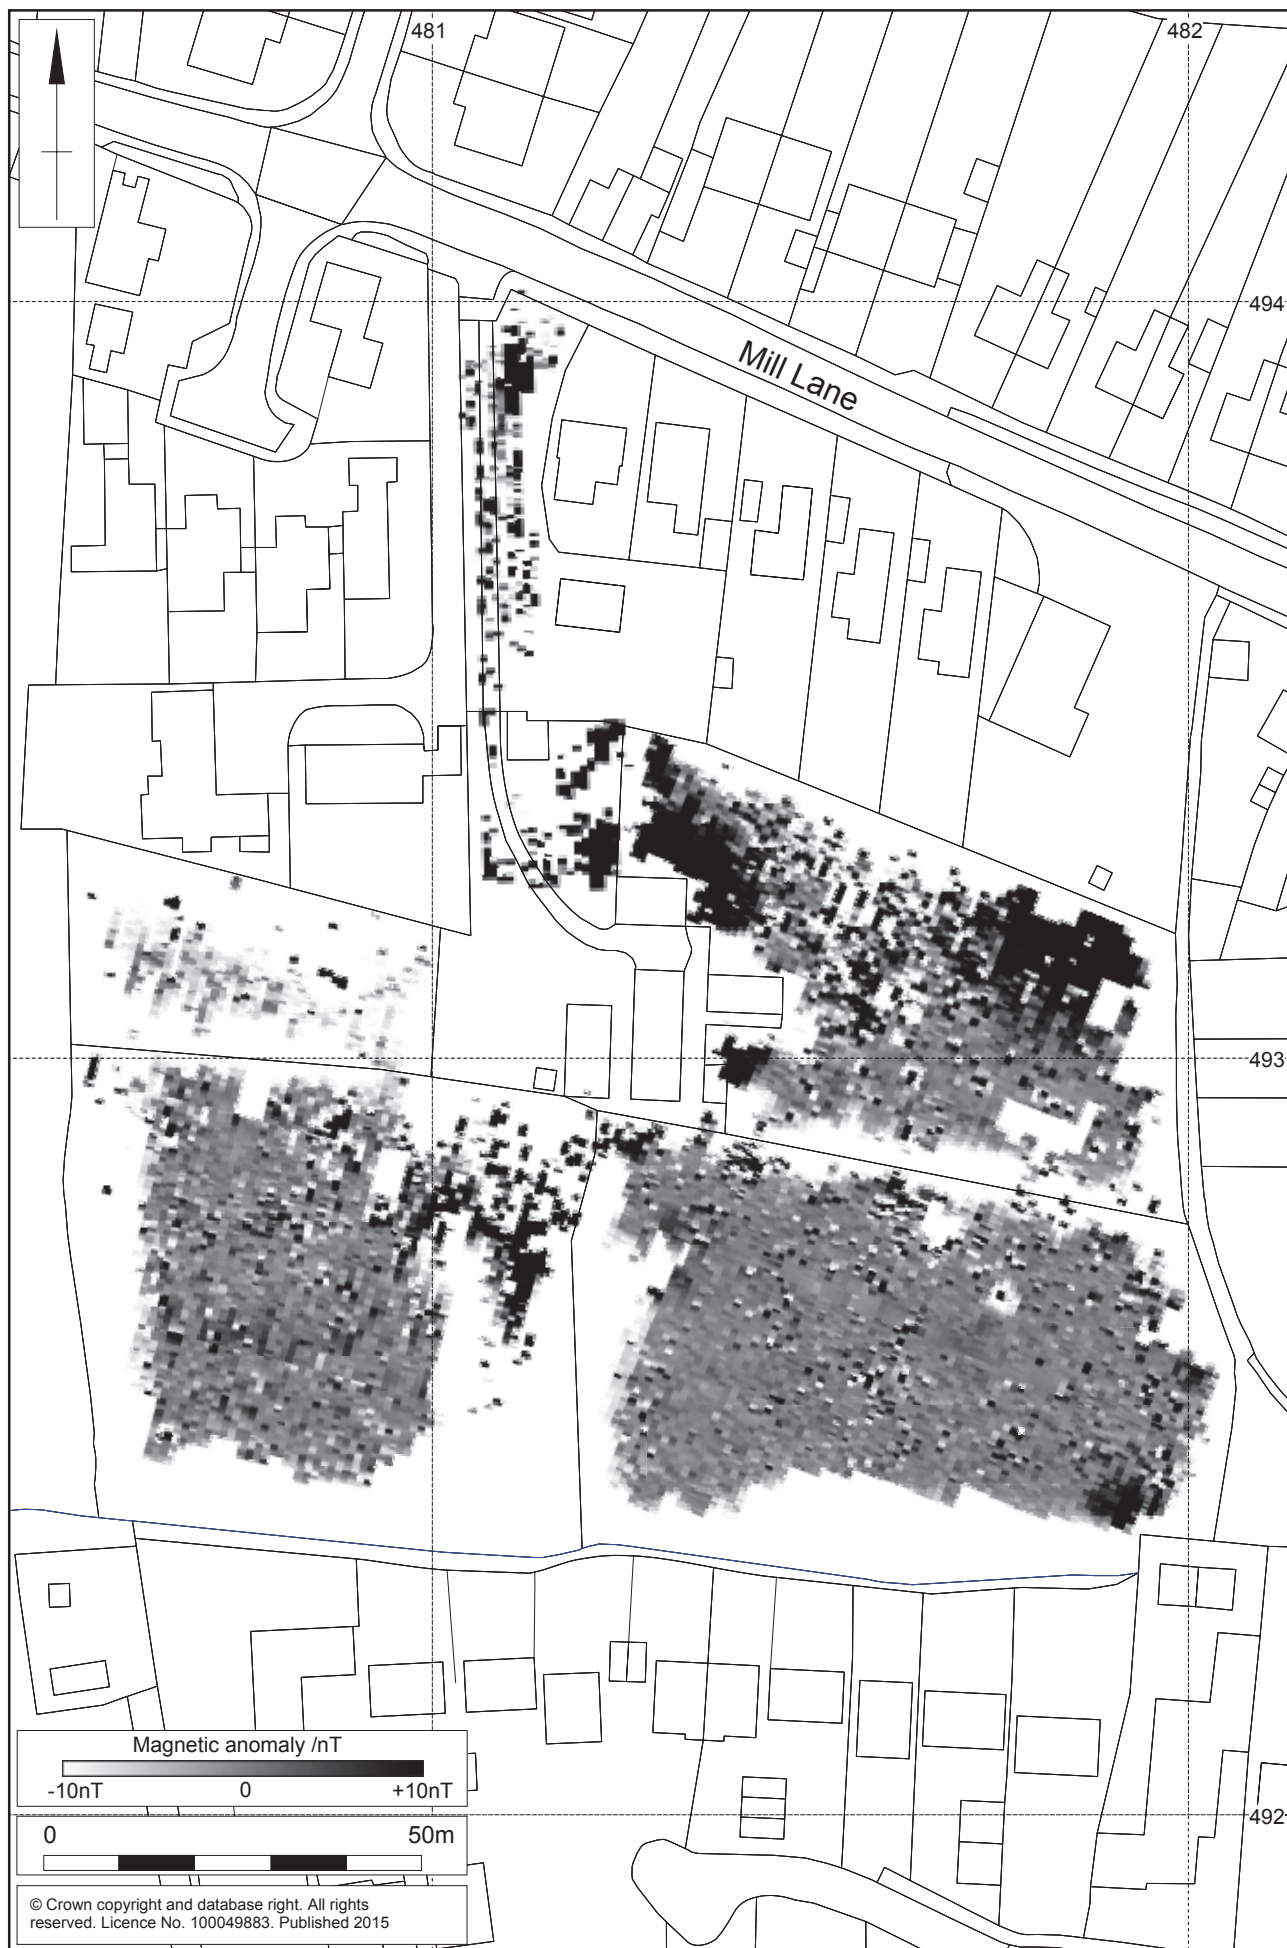 481
482
494
Mill Lane
493
Magnetic anomaly /nT
-10nT 0 +10nT
492
0 50m
© Crown copyright and database right. All rights
reserved. Licence No. 100049883. Published 2015